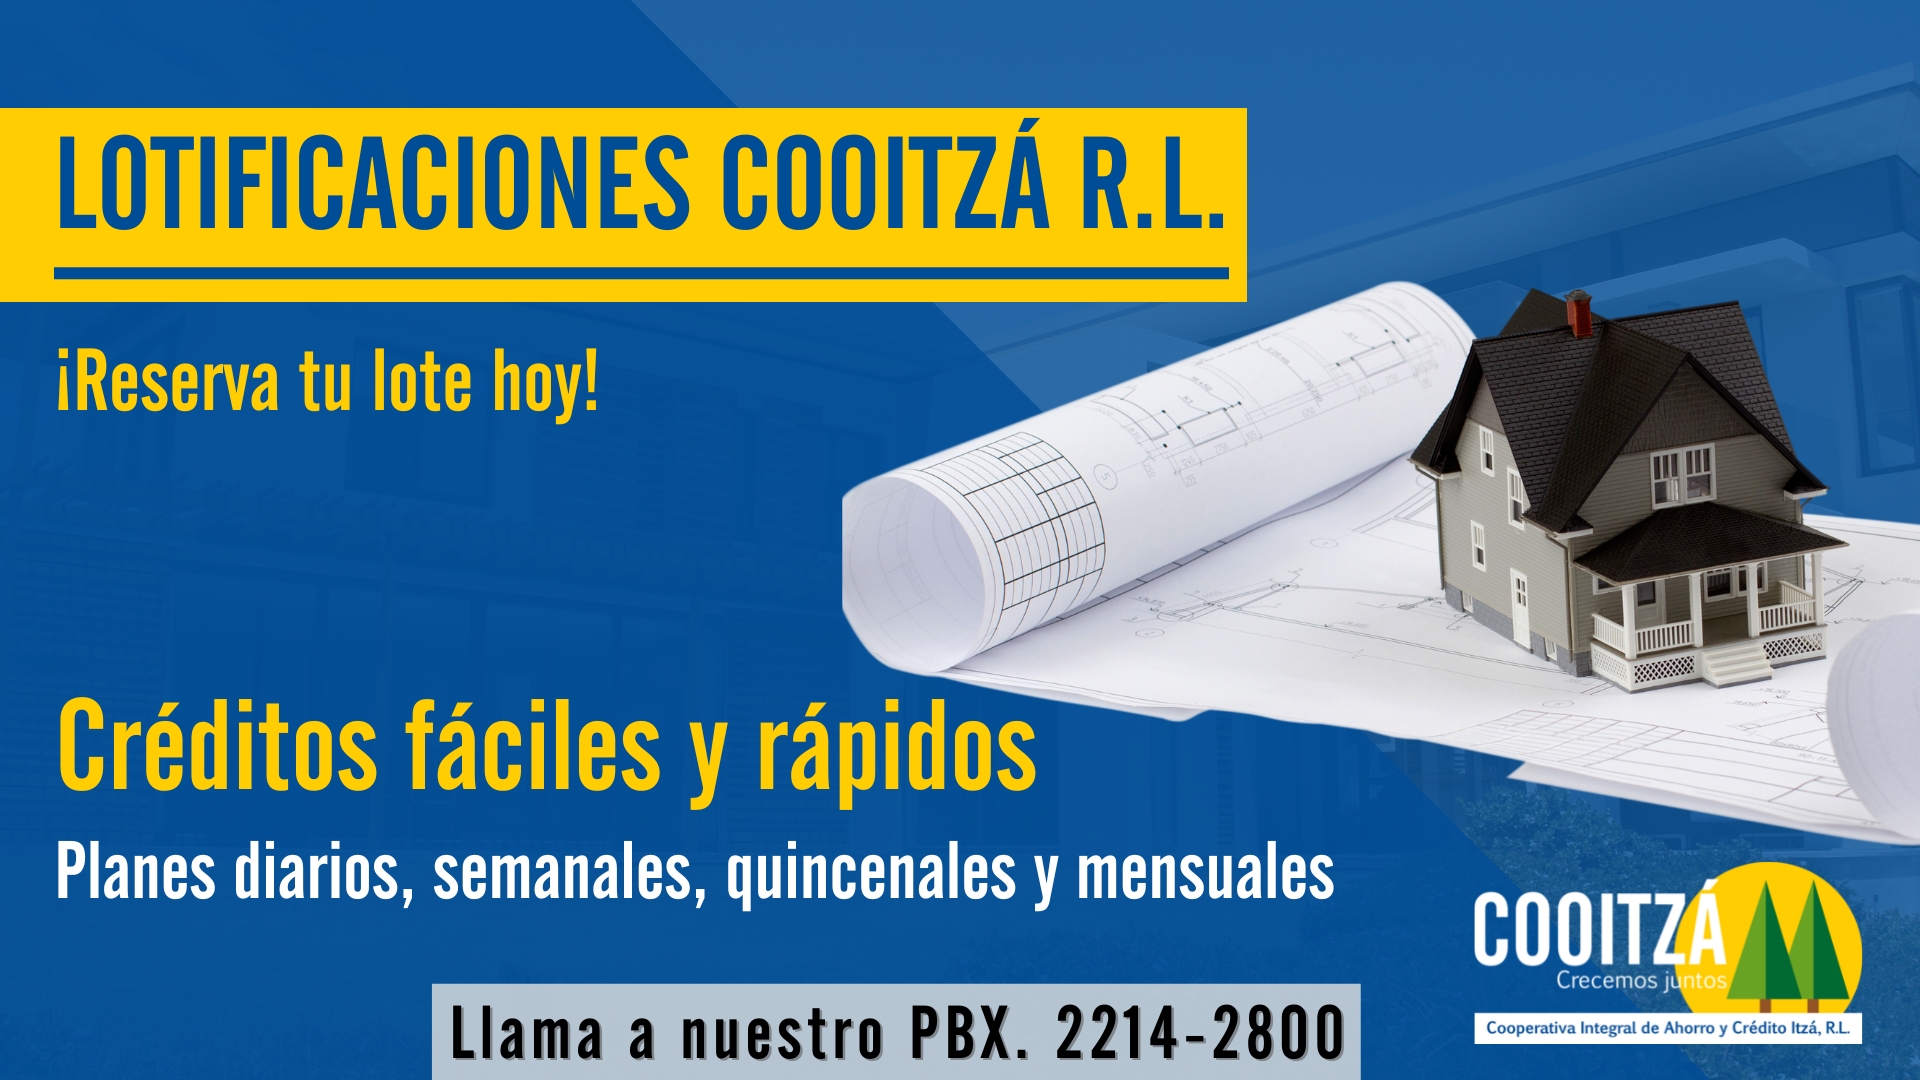 LOTIFICACIONES COOITZÁ R.L.
¡Reserva tu lote hoy!
Créditos fáciles y rápidos
Planes diarios, semanales, quincenales y mensuales
Llama a nuestro PBX. 2214-2800
COOITZÁ
Crecemos juntos
Cooperativa Integral de Ahorro y Crédito Itzá, R.L.